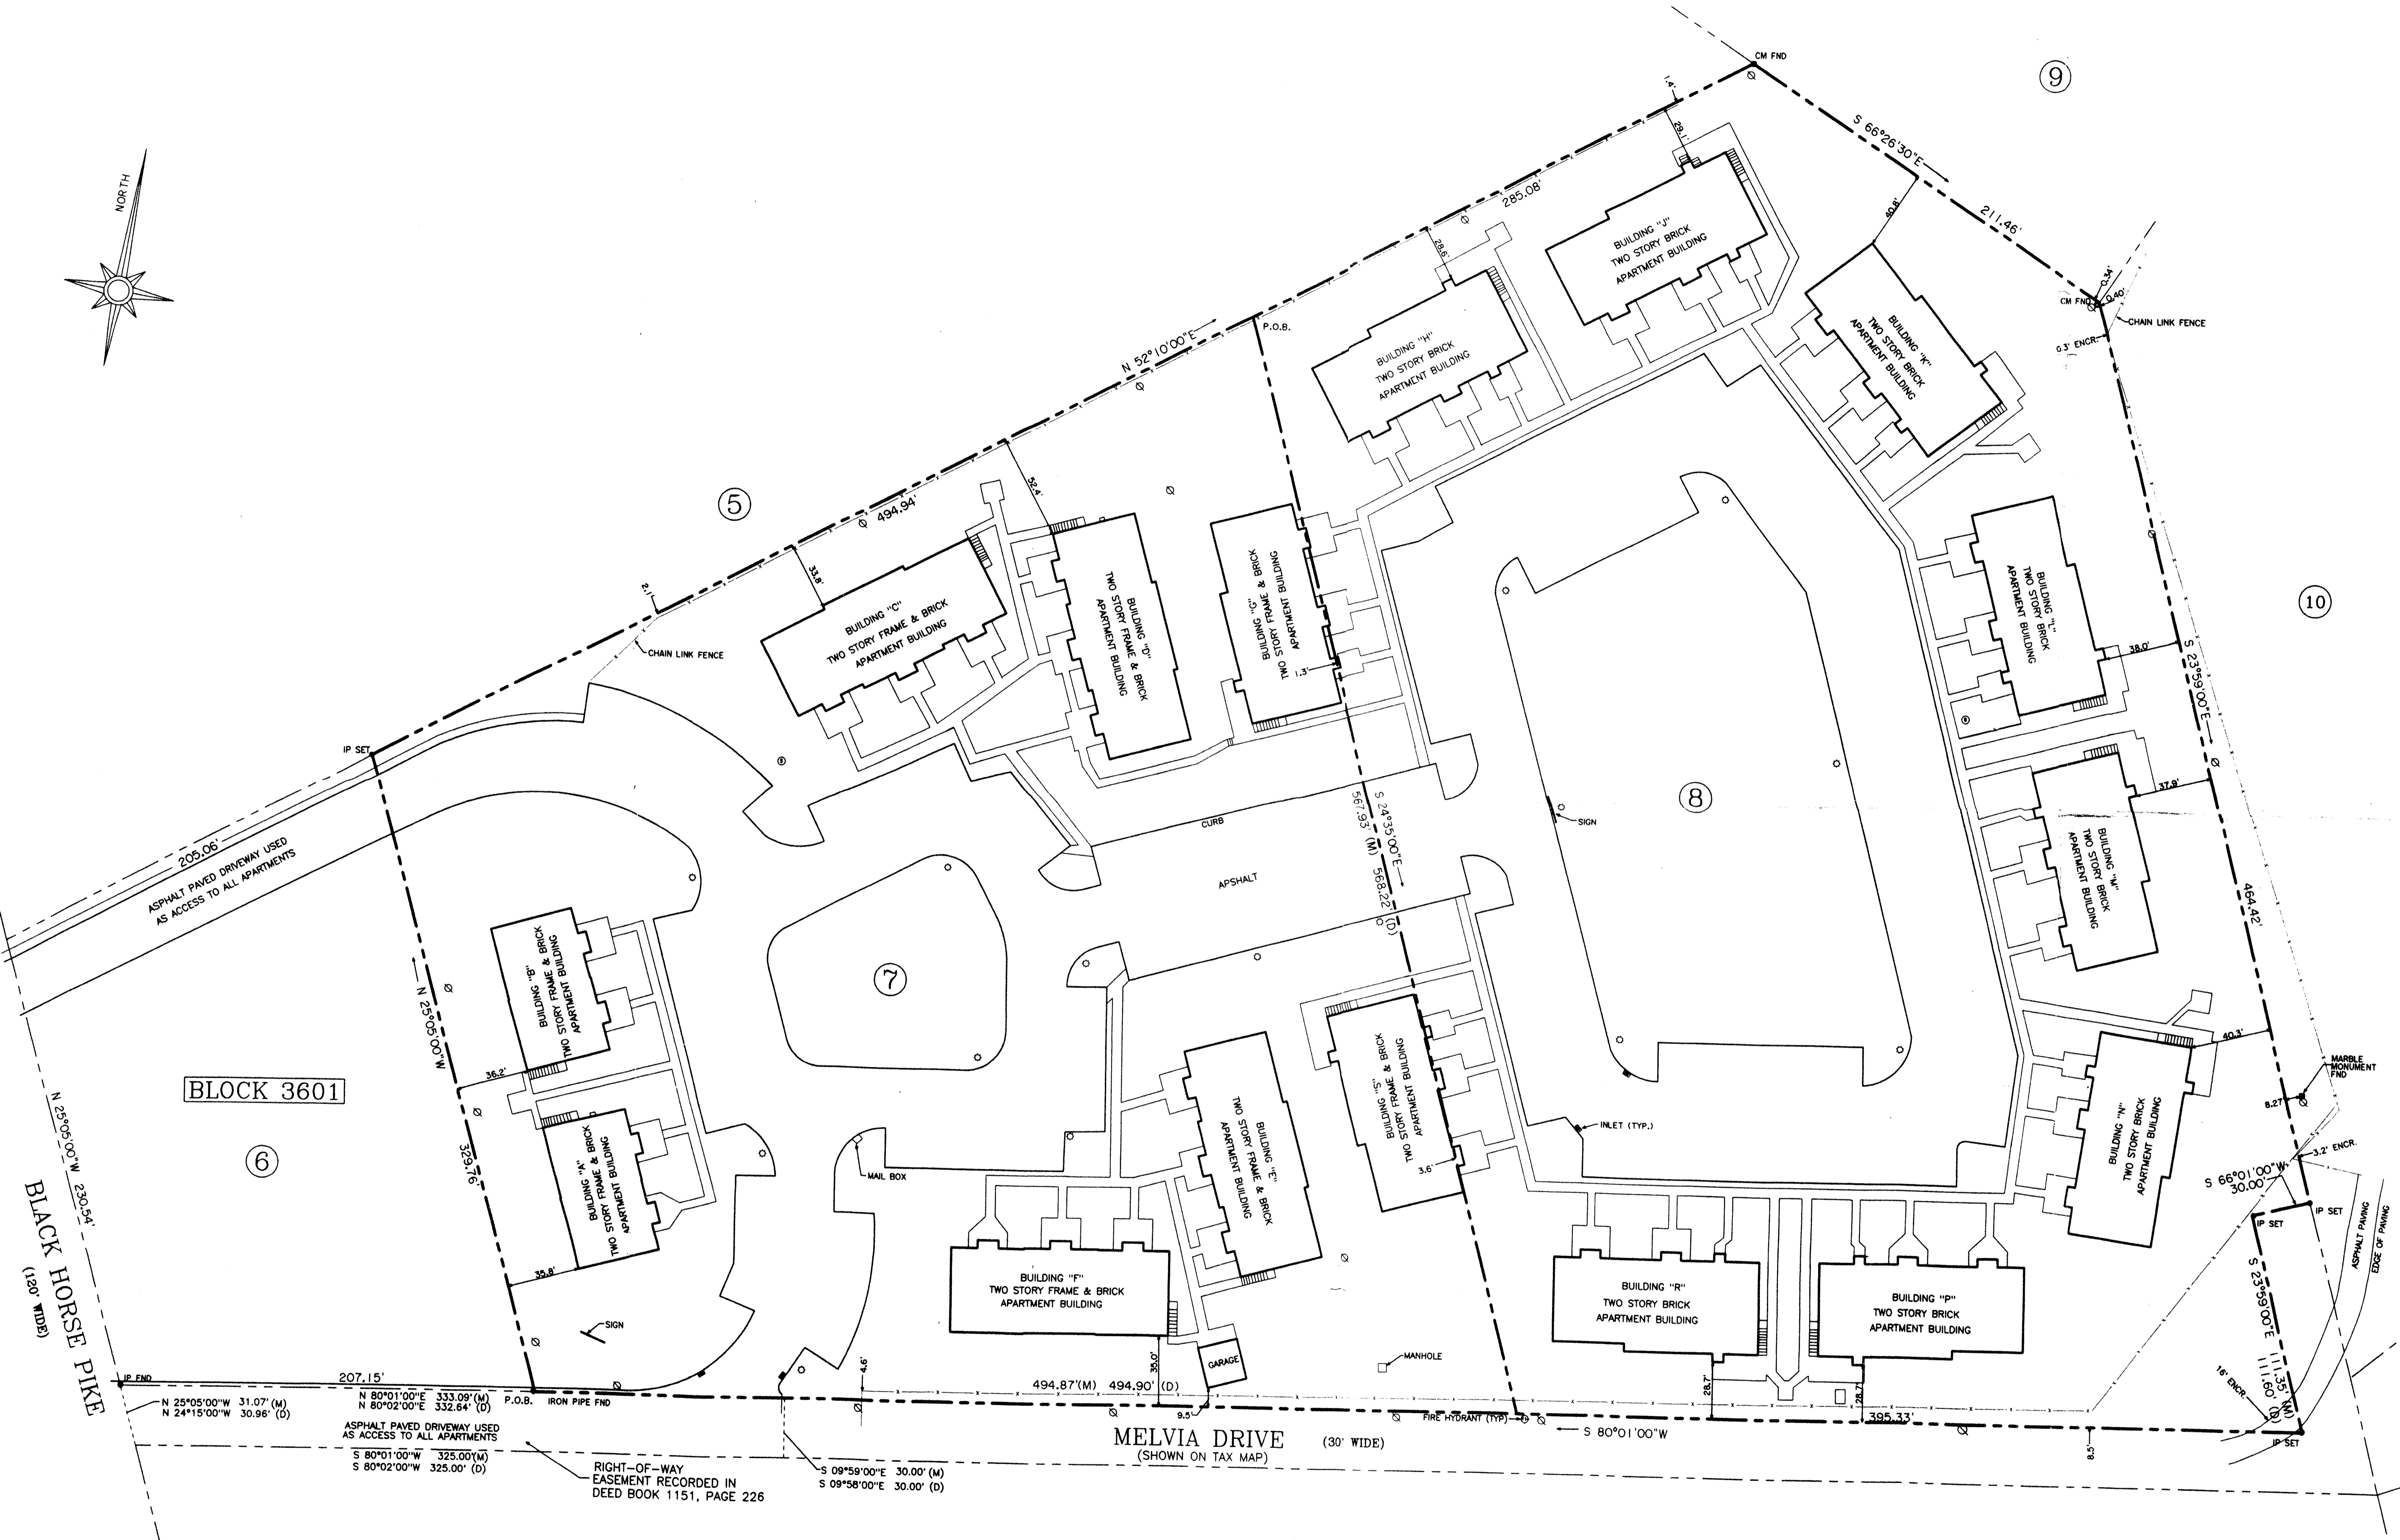 NORTH
CM FND
9
S 66°26'30"E
211.46'
1.4'
29.1'
285.08'
BUILDING "J"
TWO STORY BRICK
APARTMENT BUILDING
40.8'
0.34'
CM FND
0.40'
CHAIN LINK FENCE
0.3' ENCR.
28.6'
BUILDING "H"
TWO STORY BRICK
APARTMENT BUILDING
BUILDING "K"
TWO STORY BRICK
APARTMENT BUILDING
N 52°10'00"E
P.O.B.
5
494.94'
52.4'
33.8'
2.1'
CHAIN LINK FENCE
BUILDING "C"
TWO STORY FRAME & BRICK
APARTMENT BUILDING
BUILDING "D"
TWO STORY FRAME & BRICK
APARTMENT BUILDING
BUILDING "G"
TWO STORY FRAME & BRICK
APARTMENT BUILDING
1.3'
BUILDING "L"
TWO STORY BRICK
APARTMENT BUILDING
38.0'
S 23°59'00"E
10
IP SET
205.06'
ASPHALT PAVED DRIVEWAY USED
AS ACCESS TO ALL APARTMENTS
CURB
APSHALT
S 24°35'00"E
567.93' (M) 568.22' (D)
SIGN
8
37.9'
BUILDING "M"
TWO STORY BRICK
APARTMENT BUILDING
464.42'
BUILDING "B"
TWO STORY FRAME & BRICK
APARTMENT BUILDING
N 25°05'00"W
36.2'
7
BLOCK 3601
6
329.76'
BUILDING "A"
TWO STORY FRAME & BRICK
APARTMENT BUILDING
35.8'
MAIL BOX
BUILDING "E"
TWO STORY FRAME & BRICK
APARTMENT BUILDING
BUILDING "S"
TWO STORY FRAME & BRICK
APARTMENT BUILDING
3.6'
INLET (TYP.)
40.3'
BUILDING "N"
TWO STORY BRICK
APARTMENT BUILDING
MARBLE
MONUMENT
FND
8.27'
3.2' ENCR.
S 66°01'00"W
30.00'
IP SET
IP SET
ASPHALT PAVING
EDGE OF PAVING
N 25°05'00"W 230.54'
BLACK HORSE PIKE
(120' WIDE)
BUILDING "F"
TWO STORY FRAME & BRICK
APARTMENT BUILDING
BUILDING "R"
TWO STORY BRICK
APARTMENT BUILDING
BUILDING "P"
TWO STORY BRICK
APARTMENT BUILDING
S 23°59'00"E
111.35' (M)
111.60' (D)
SIGN
GARAGE
MANHOLE
35.0'
4.6'
9.5'
28.7'
28.7'
16' ENCR
IP FND
207.15'
N 25°05'00"W 31.07' (M)
N 24°15'00"W 30.96' (D)
N 80°01'00"E 333.09'(M)
N 80°02'00"E 332.64' (D)
P.O.B. IRON PIPE FND
494.87'(M) 494.90' (D)
FIRE HYDRANT (TYP)
395.33'
S 80°01'00"W
8.5'
IP SET
ASPHALT PAVED DRIVEWAY USED
AS ACCESS TO ALL APARTMENTS
S 80°01'00"W 325.00'(M)
S 80°02'00"W 325.00' (D)
RIGHT-OF-WAY
EASEMENT RECORDED IN
DEED BOOK 1151, PAGE 226
S 09°59'00"E 30.00' (M)
S 09°58'00"E 30.00' (D)
MELVIA DRIVE (30' WIDE)
(SHOWN ON TAX MAP)